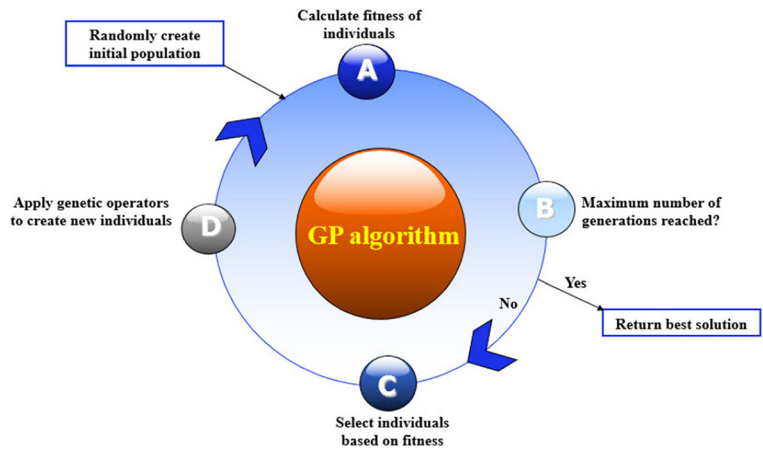 Calculate fitness of
individuals
Randomly create
initial population
A
Apply genetic operators
to create new individuals
D
GP algorithm
B
Maximum number of
generations reached?
Yes
No
Return best solution
C
Select individuals
based on fitness